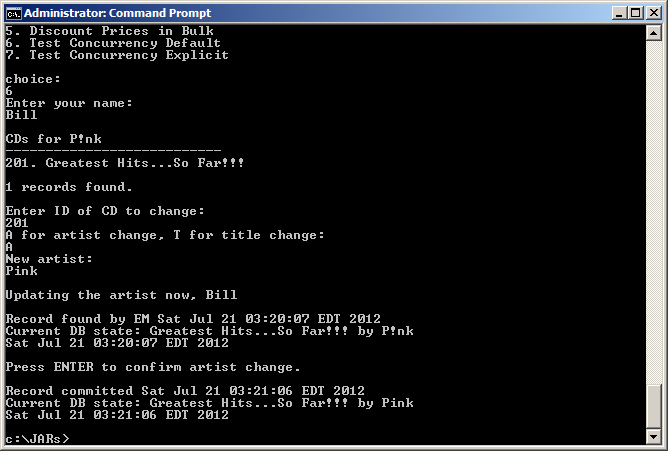 Administrator: Command Prompt
5. Discount Prices in Bulk
6. Test Concurrency Default
7. Test Concurrency Explicit
choice:
6
Enter your name:
Bill
CDs for P!nk
---------------------------
201. Greatest Hits...So Far!!!
1 records found.
Enter ID of CD to change:
201
A for artist change, T for title change:
A
New artist:
Pink
Updating the artist now, Bill
Record found by EM Sat Jul 21 03:20:07 EDT 2012
Current DB state: Greatest Hits...So Far!!! by P!nk
Sat Jul 21 03:20:07 EDT 2012
Press ENTER to confirm artist change.
Record committed Sat Jul 21 03:21:06 EDT 2012
Current DB state: Greatest Hits...So Far!!! by Pink
Sat Jul 21 03:21:06 EDT 2012
c:\JARs>